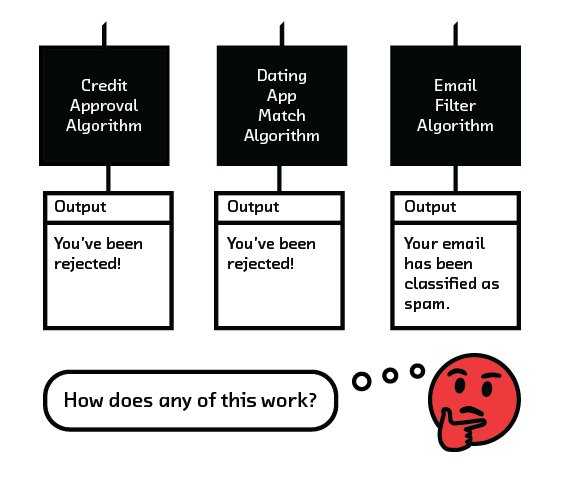 Credit
Approval
Algorithm
Output
You've been
rejected!
Dating
App
Match
Algorithm
Output
You've been
rejected!
Email
Filter
Algorithm
Output
Your email
has been
classified as
spam.
How does any of this work?